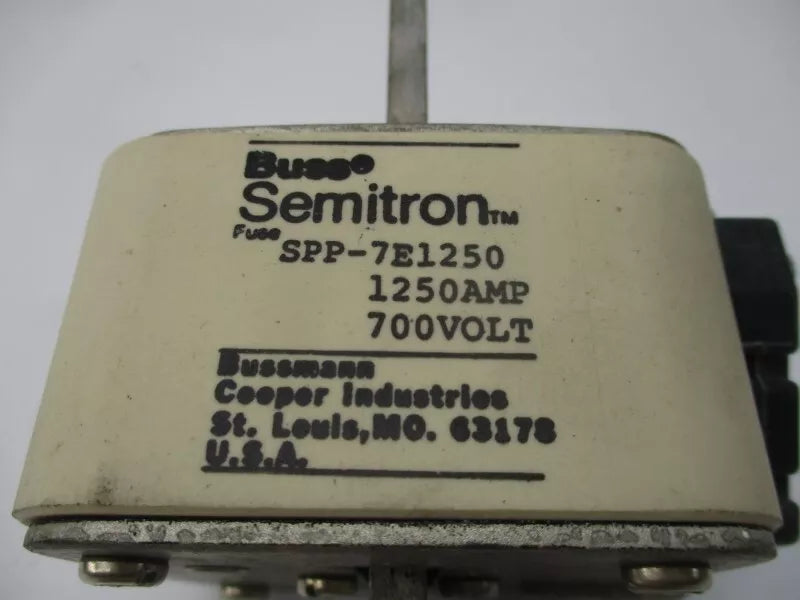 Buss®
Semitron™
Fuse SPP-7E1250
1250AMP
700VOLT
Bussmann
Cooper Industries
St. Louis, MO. 63178
U.S.A.